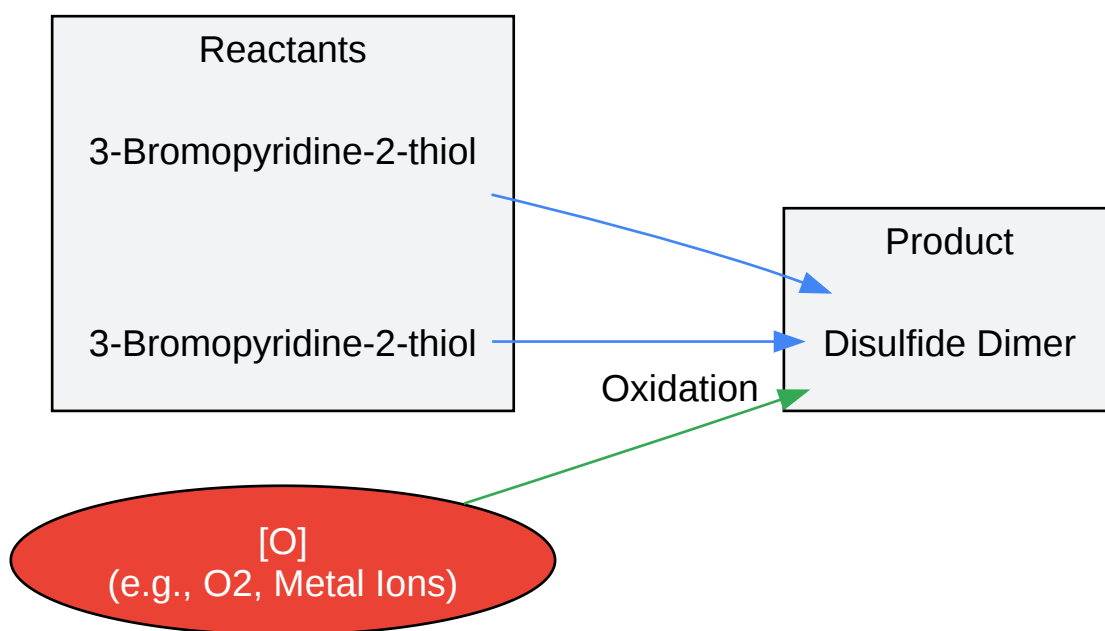 Reactants
3-Bromopyridine-2-thiol
3-Bromopyridine-2-thiol
Product
Disulfide Dimer
Oxidation
[O]
(e.g., O2, Metal Ions)